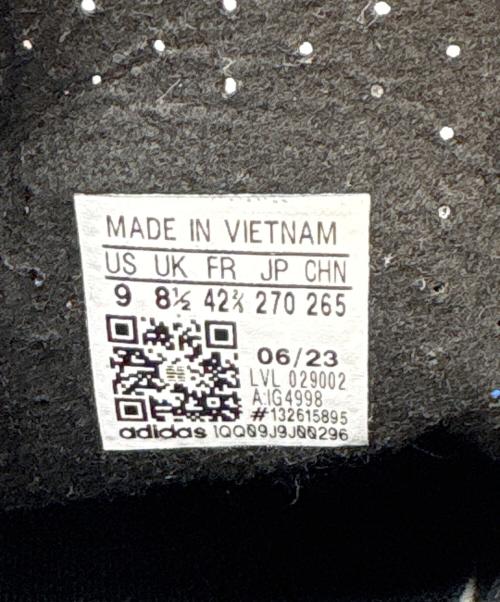 MADE IN VIETNAM
US UK FR JP CHN
9 8½ 42⅔ 270 265
06/23
LVL 029002
A:IG4998
#132615895
adidas 1QQ09J9J00296